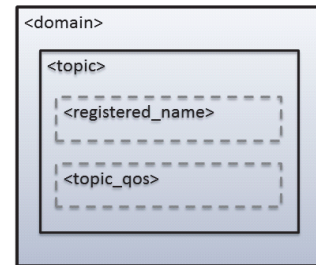 <domain>
<topic>
<registered_name>
<topic_qos>